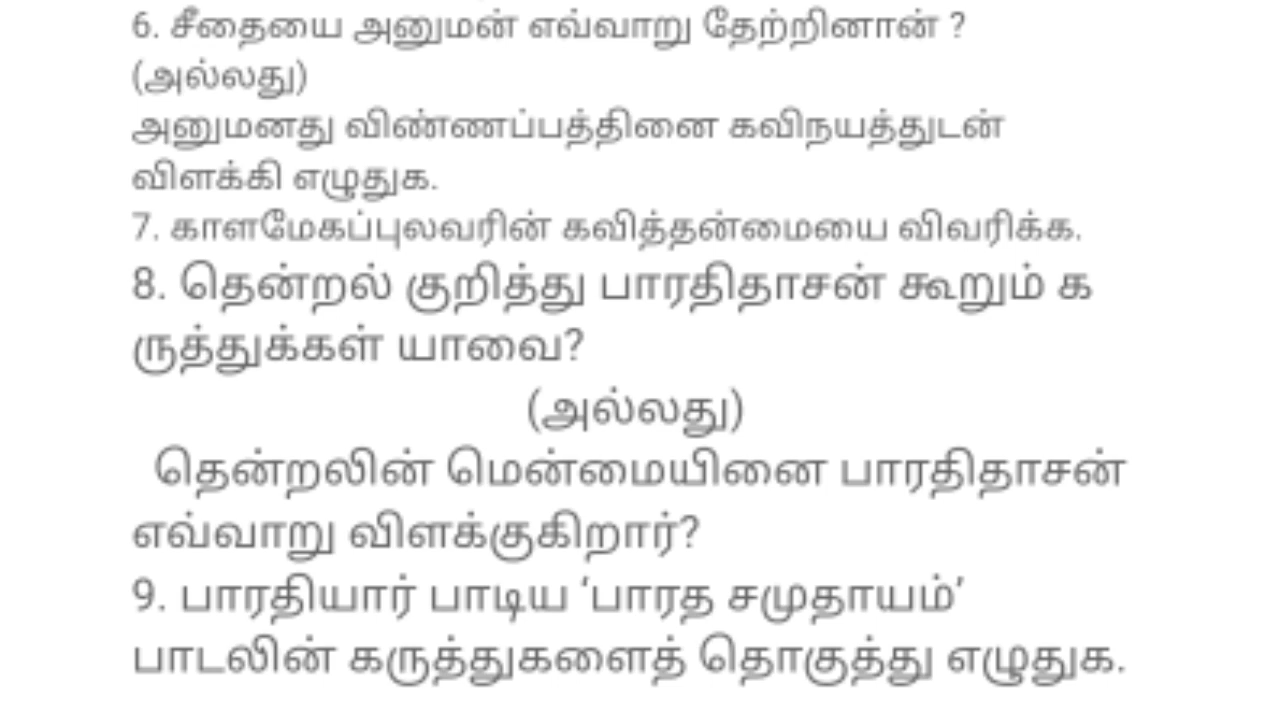 6. சீதையை அனுமன் எவ்வாறு தேற்றினான் ?
(அல்லது)
அனுமனது விண்ணப்பத்தினை கவிநயத்துடன்
விளக்கி எழுதுக.
7. காளமேகப்புலவரின் கவித்தன்மையை விவரிக்க.
8. தென்றல் குறித்து பாரதிதாசன் கூறும் க
ருத்துக்கள் யாவை?
(அல்லது)
தென்றலின் மென்மையினை பாரதிதாசன்
எவ்வாறு விளக்குகிறார்?
9. பாரதியார் பாடிய ‘பாரத சமுதாயம்’
பாடலின் கருத்துகளைத் தொகுத்து எழுதுக.